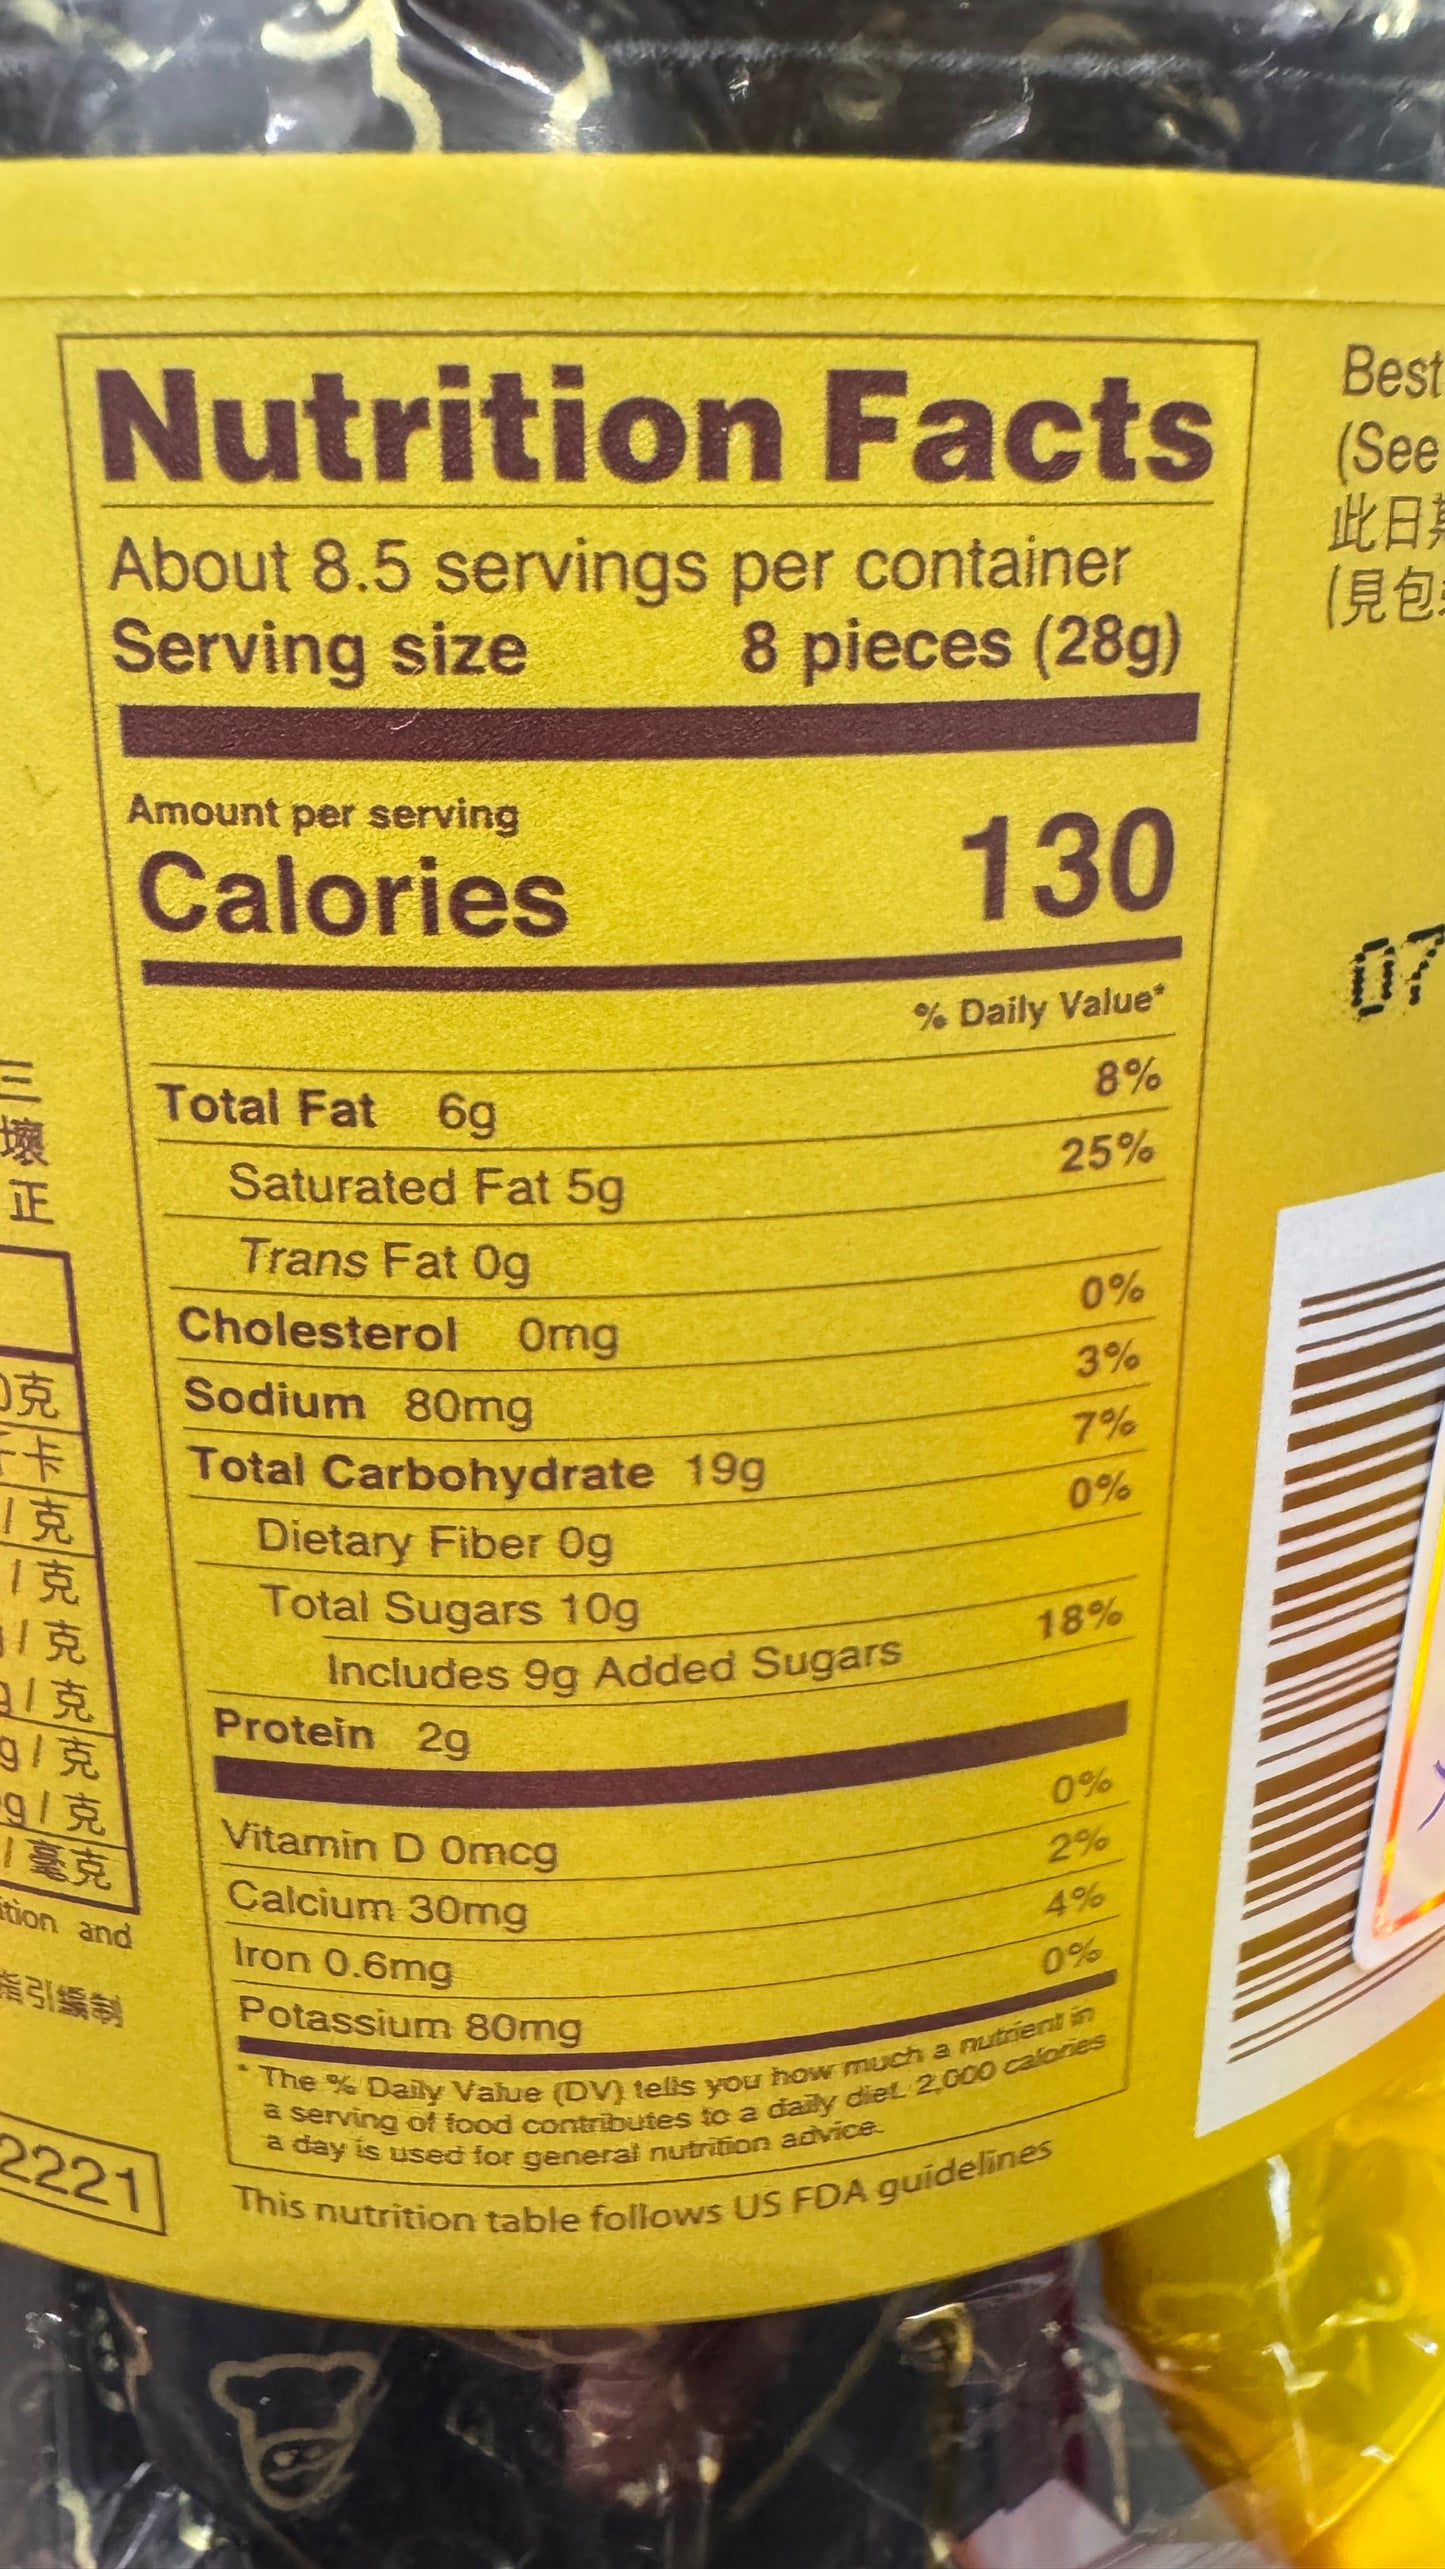 Nutrition Facts
About 8.5 servings per container
Serving size 8 pieces (28g)
Amount per serving
Calories 130
% Daily Value*
Total Fat 6g 8%
Saturated Fat 5g 25%
Trans Fat 0g
Cholesterol 0mg 0%
Sodium 80mg 3%
Total Carbohydrate 19g 7%
Dietary Fiber 0g 0%
Total Sugars 10g
Includes 9g Added Sugars 18%
Protein 2g
Vitamin D 0mcg 0%
Calcium 30mg 2%
Iron 0.6mg 4%
Potassium 80mg 0%
* The % Daily Value (DV) tells you how much a nutrient in
a serving of food contributes to a daily diet. 2,000 calories
a day is used for general nutrition advice.
This nutrition table follows US FDA guidelines
Best
(See
此日
(見包
07
三
壞
正
克
卡
/克
/克
/克
g/克
g/克
g/克
/毫克
and
指引編制
2221